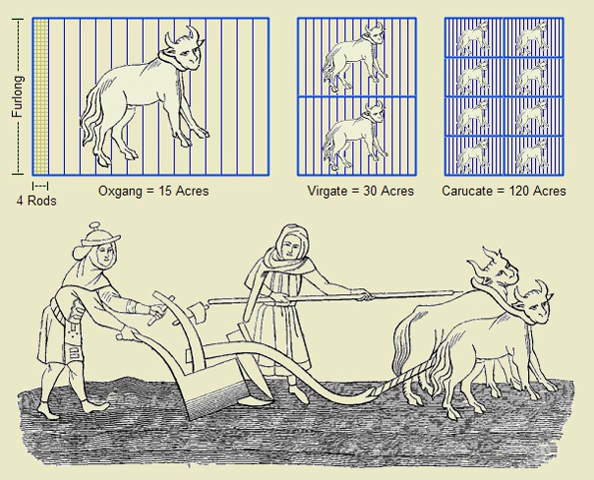 Furlong
4 Rods
Oxgang = 15 Acres
Virgate = 30 Acres
Carucate = 120 Acres